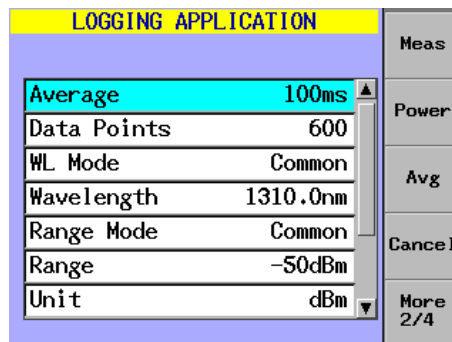 LOGGING APPLICATION
Average 100ms
Data Points 600
WL Mode Common
Wavelength 1310.0nm
Range Mode Common
Range -50dBm
Unit dBm
Meas
Power
Avg
Cancel
More
2/4